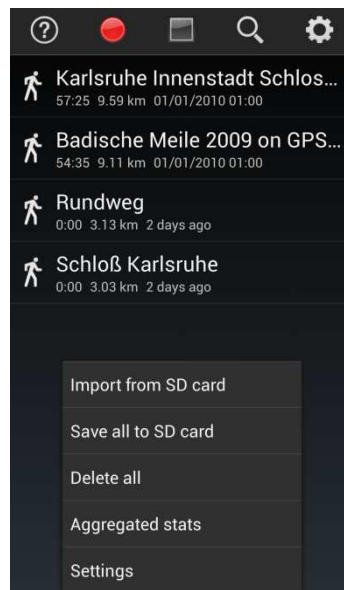 Karlsruhe Innenstadt Schlos...
57:25 9.59 km 01/01/2010 01:00
Badische Meile 2009 on GPS...
54:35 9.11 km 01/01/2010 01:00
Rundweg
0:00 3.13 km 2 days ago
Schloß Karlsruhe
0:00 3.03 km 2 days ago
Import from SD card
Save all to SD card
Delete all
Aggregated stats
Settings